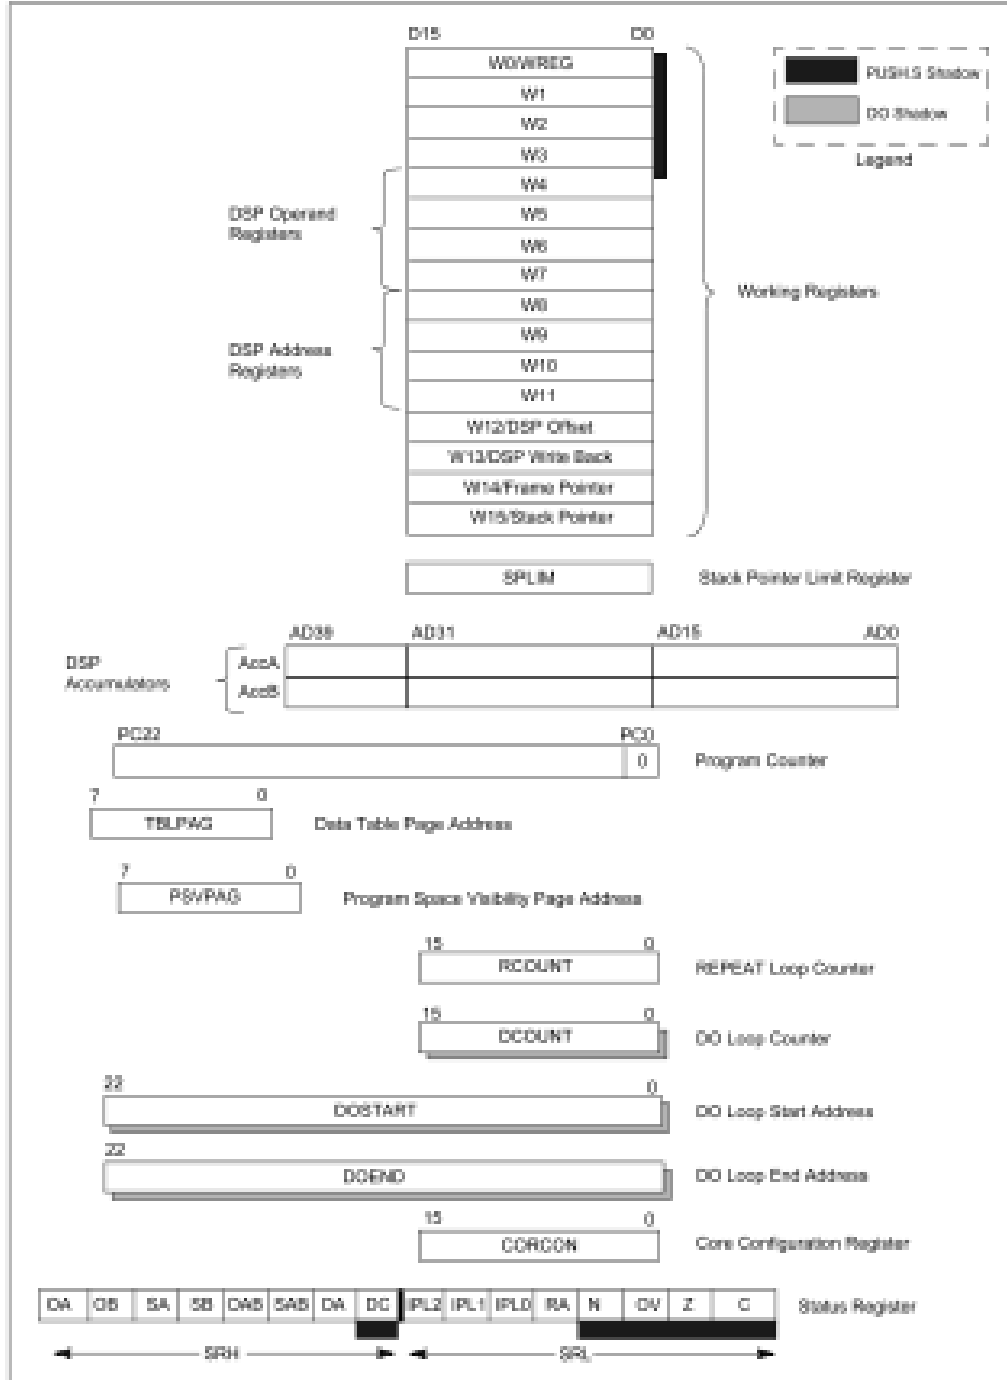 D15 D0
W0/WREG
PUSH.S Shadow
W1
W2
DO Shadow
W3
Legend
W4
DSP Operand
Registers
W5
W6
W7
Working Registers
W8
W9
DSP Address
Registers
W10
W11
W12/DSP Offset
W13/DSP Write Back
W14/Frame Pointer
W15/Stack Pointer
SPLIM Stack Pointer Limit Register
AD39 AD31 AD15 AD0
DSP
Accumulators
AccA
AccB
PC22 PC0
0 Program Counter
7 0
TBLPAG Data Table Page Address
7 0
PSVPAG Program Space Visibility Page Address
15 0
RCOUNT REPEAT Loop Counter
15 0
DCOUNT DO Loop Counter
22 0
DOSTART DO Loop Start Address
22
DOEND DO Loop End Address
15 0
CORCON Core Configuration Register
OA OB SA SB OAB SAB DA DC IPL2 IPL1 IPL0 RA N OV Z C Status Register
SRH SRL